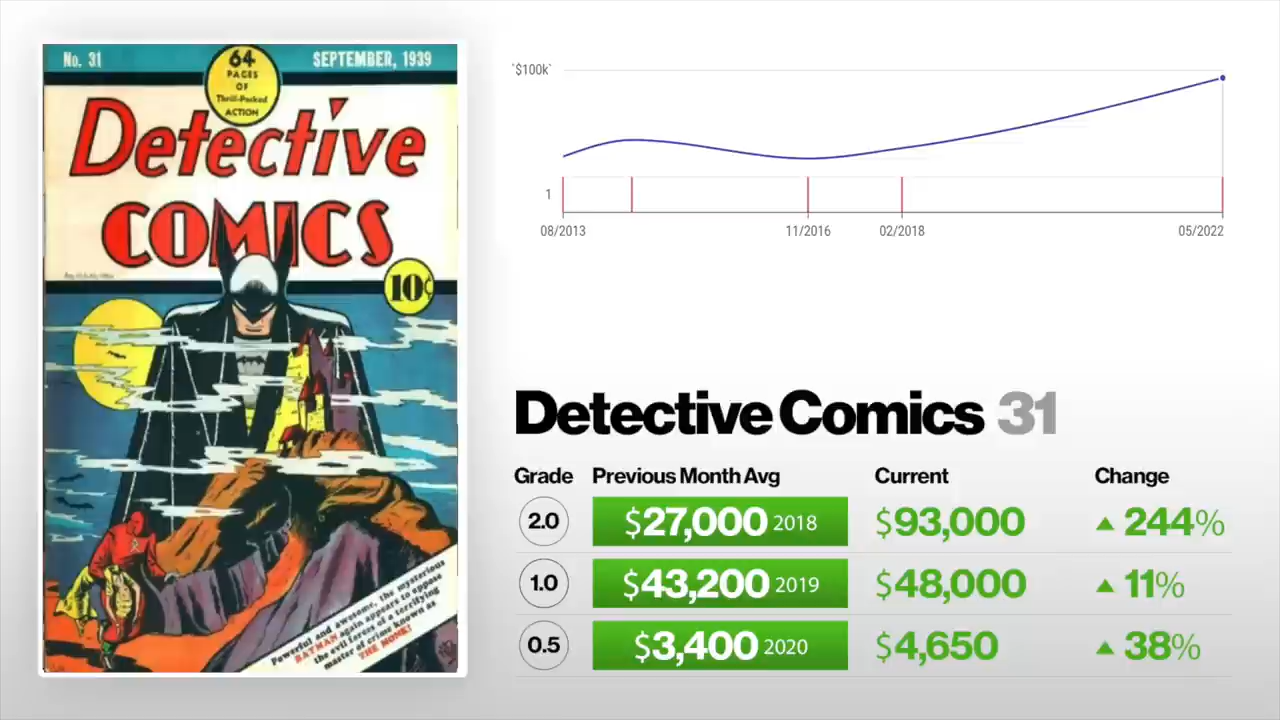 No. 31
SEPTEMBER, 1939
64
PAGES
OF
Thrill-Packed
ACTION
Detective
COMICS
10¢
Powerful and awesome, the mysterious
BATMAN again appears to oppose
the evil forces of a terrifying
master of crime known as
THE MONK!
`$100k`
1
08/2013
11/2016
02/2018
05/2022
Detective Comics 31
Grade Previous Month Avg Current Change
2.0 $27,000 2018 $93,000 ▲ 244%
1.0 $43,200 2019 $48,000 ▲ 11%
0.5 $3,400 2020 $4,650 ▲ 38%